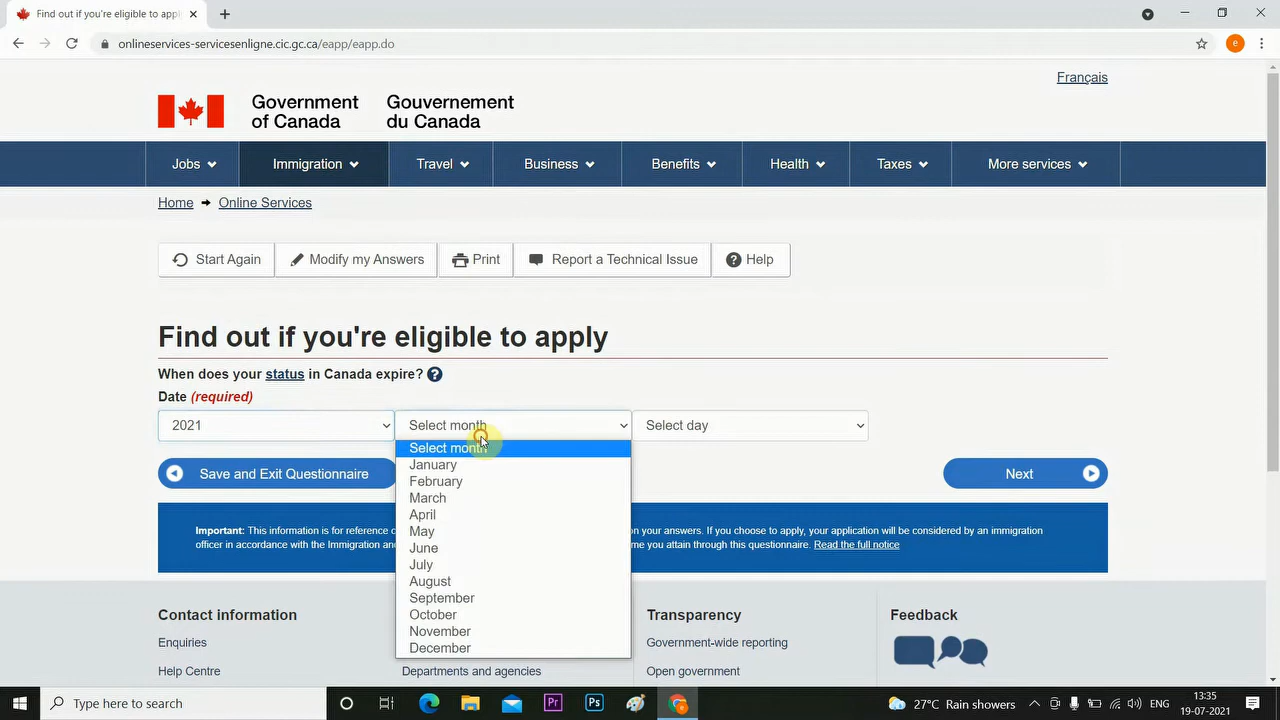 Find out if you're eligible to appl
onlineservices-servicesenligne.cic.gc.ca/eapp/eapp.do
e
Français
Government of Canada
Gouvernement du Canada
Jobs Immigration Travel Business Benefits Health Taxes More services
Home Online Services
Start Again Modify my Answers Print Report a Technical Issue Help
Find out if you're eligible to apply
When does your status in Canada expire?
Date (required)
2021 Select month Select day
Select month
January
February
March
April
May
June
July
August
September
October
November
December
Save and Exit Questionnaire Next
Important: This information is for reference on your answers. If you choose to apply, your application will be considered by an immigration
officer in accordance with the Immigration and me you attain through this questionnaire. Read the full notice
Contact information Transparency Feedback
Enquiries Government-wide reporting
Help Centre Departments and agencies Open government
Type here to search
Pr
Ps
27°C Rain showers ENG 13:35
19-07-2021